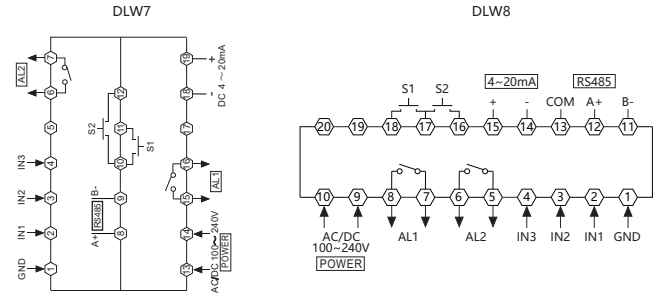 DLW7
7
6
5
4
3
2
1
AL2
IN3
IN2
IN1
GND
12
11
10
9
8
S2
S1
B-
RS485
A+
19
18
17
16
15
14
13
+
-
DC 4 ~ 20mA
AL1
AC/DC 100~ 240V
POWER
DLW8
S1 S2 4~20mA RS485
+ - COM A+ B-
20 19 18 17 16 15 14 13 12 11
10 9 8 7 6 5 4 3 2 1
AC/DC AL1 AL2 IN3 IN2 IN1 GND
100~240V
POWER